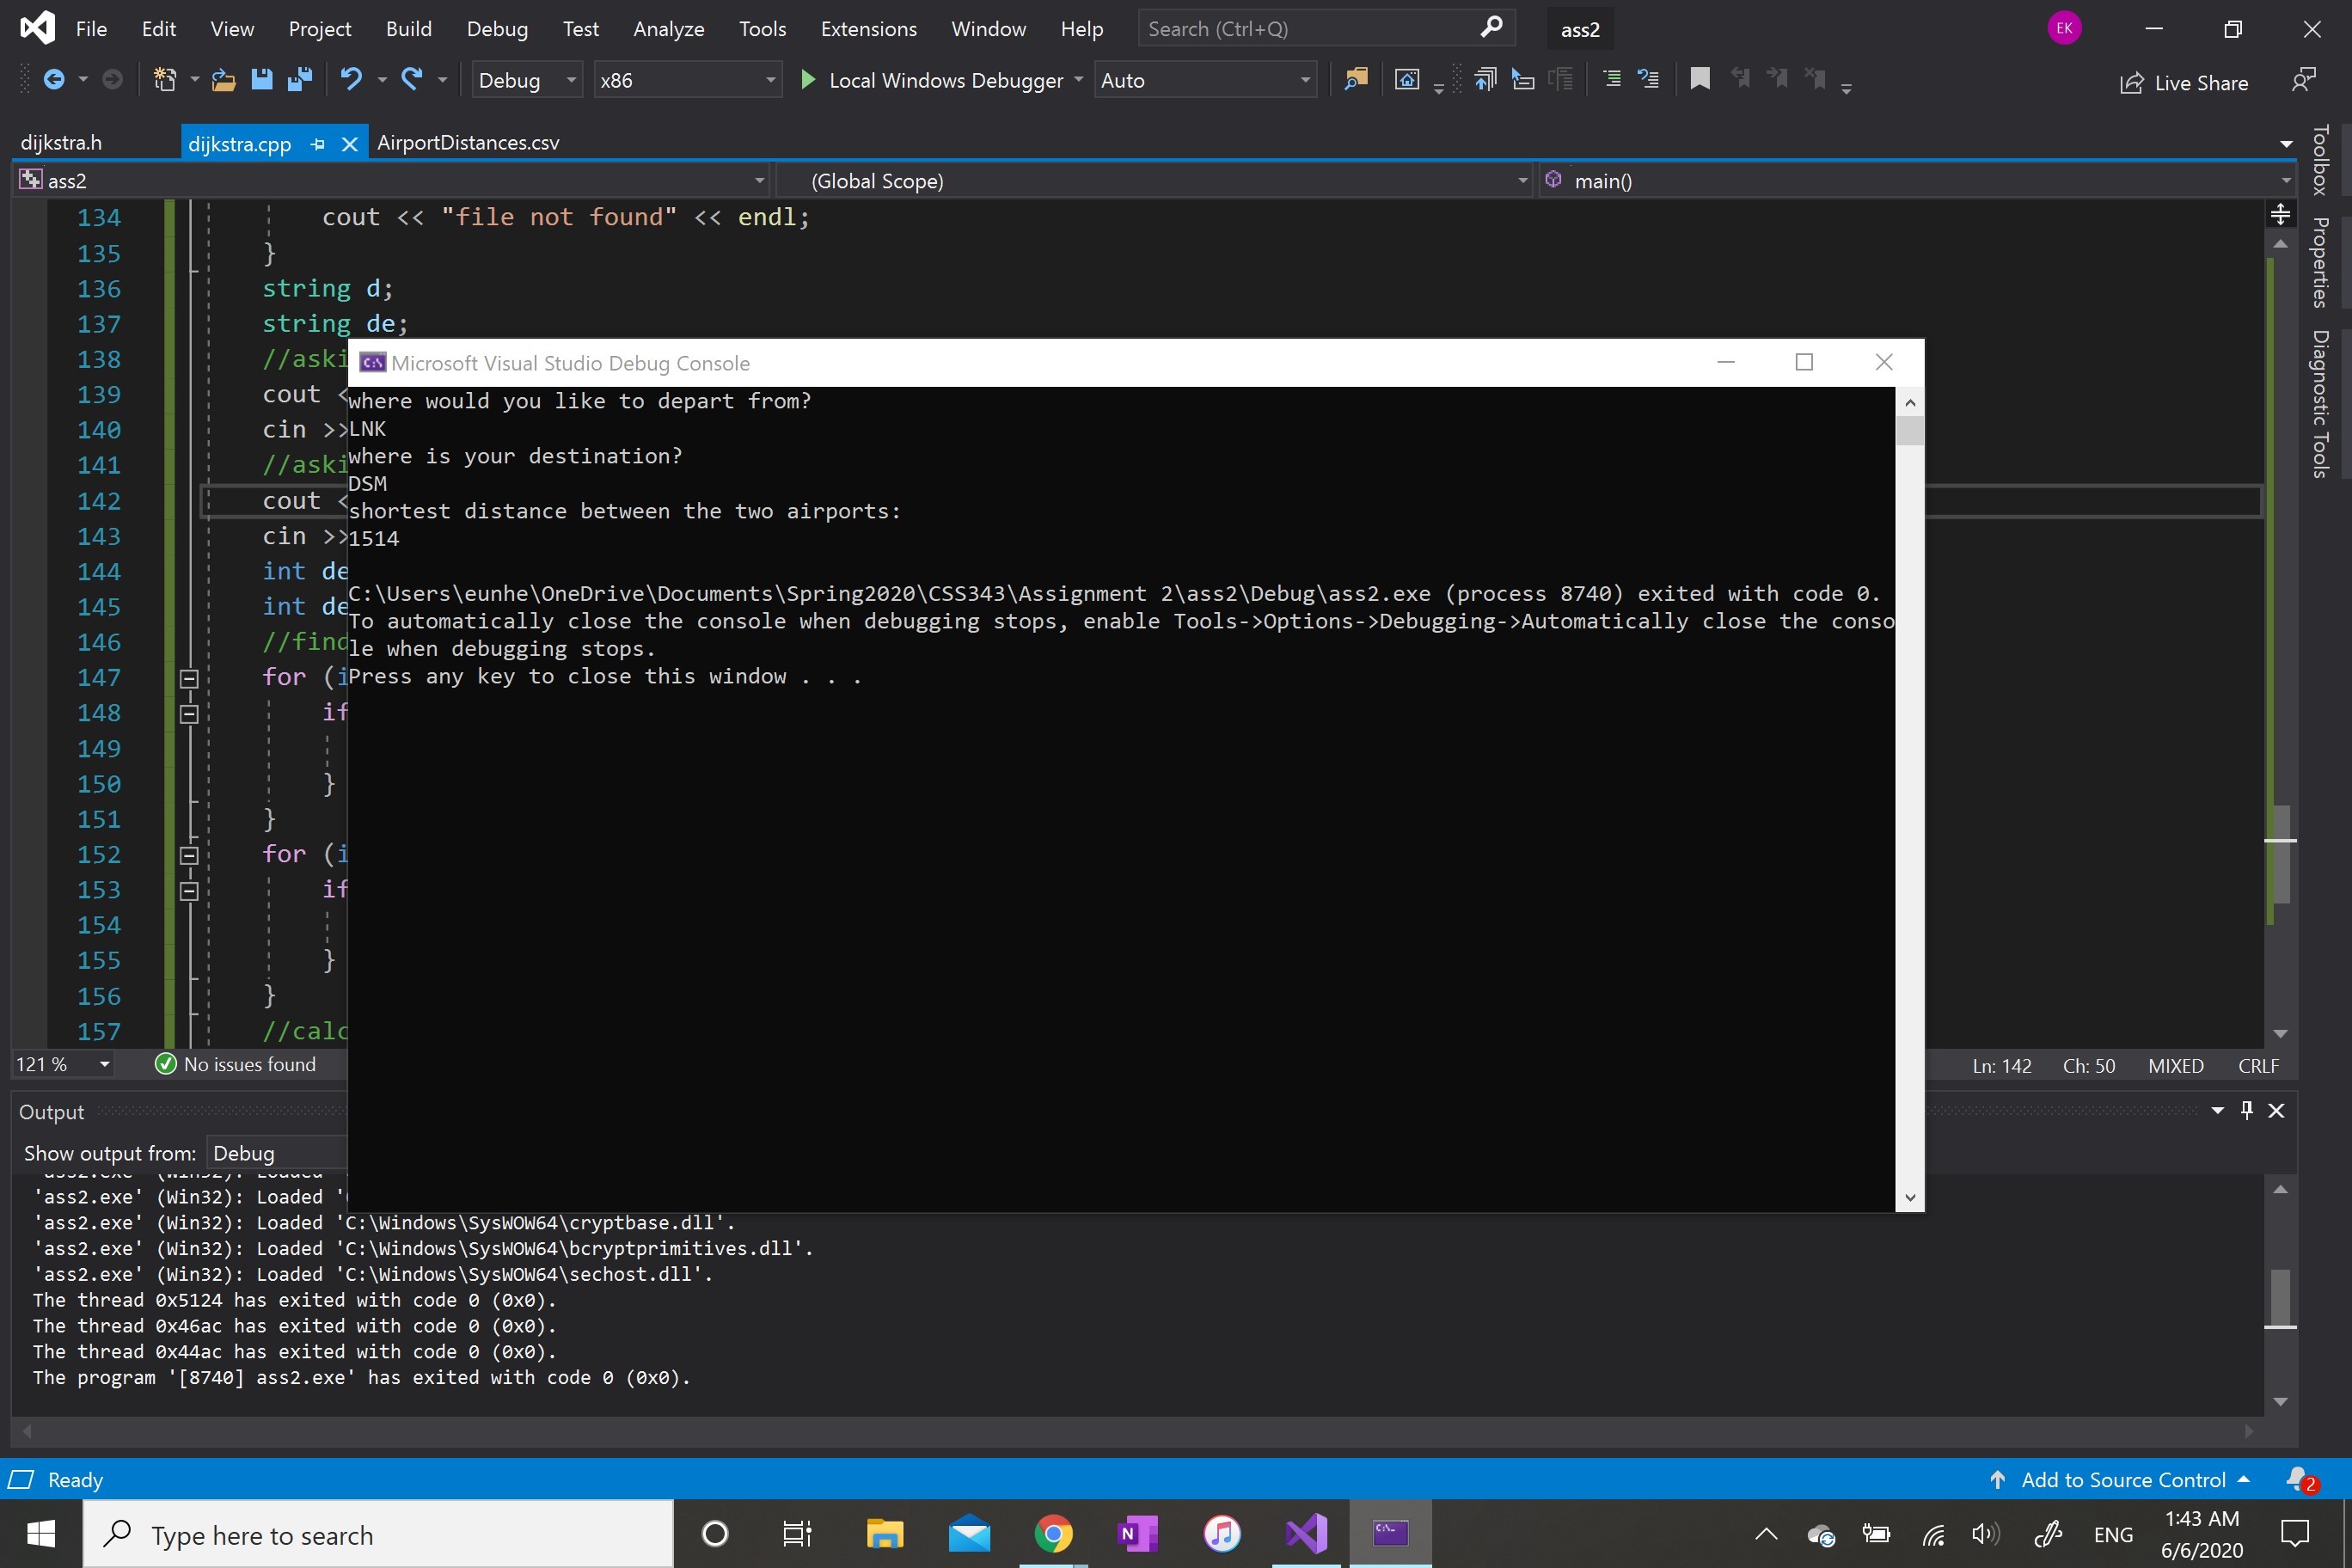 File Edit View Project Build Debug Test Analyze Tools Extensions Window Help Search (Ctrl+Q) ass2 EK
Debug x86 Local Windows Debugger Auto Live Share
dijkstra.h dijkstra.cpp AirportDistances.csv
ass2 (Global Scope) main()
Toolbox
Properties
Diagnostic Tools
134 cout << "file not found" << endl;
135 }
136 string d;
137 string de;
138 //aski
139 cout <
140 cin >>
141 //aski
142 cout <
143 cin >>
144 int de
145 int de
146 //find
147 for (i
148 if
149
150 }
151 }
152 for (i
153 if
154
155 }
156 }
157 //calc
Microsoft Visual Studio Debug Console
where would you like to depart from?
LNK
where is your destination?
DSM
shortest distance between the two airports:
1514
C:\Users\eunhe\OneDrive\Documents\Spring2020\CSS343\Assignment 2\ass2\Debug\ass2.exe (process 8740) exited with code 0.
To automatically close the console when debugging stops, enable Tools->Options->Debugging->Automatically close the conso
le when debugging stops.
Press any key to close this window . . .
121 % No issues found Ln: 142 Ch: 50 MIXED CRLF
Output
Show output from: Debug
'ass2.exe' (Win32): Loaded
'ass2.exe' (Win32): Loaded 'C
'ass2.exe' (Win32): Loaded 'C:\Windows\SysWOW64\cryptbase.dll'.
'ass2.exe' (Win32): Loaded 'C:\Windows\SysWOW64\bcryptprimitives.dll'.
'ass2.exe' (Win32): Loaded 'C:\Windows\SysWOW64\sechost.dll'.
The thread 0x5124 has exited with code 0 (0x0).
The thread 0x46ac has exited with code 0 (0x0).
The thread 0x44ac has exited with code 0 (0x0).
The program '[8740] ass2.exe' has exited with code 0 (0x0).
Ready Add to Source Control 2
Type here to search ENG 1:43 AM
6/6/2020